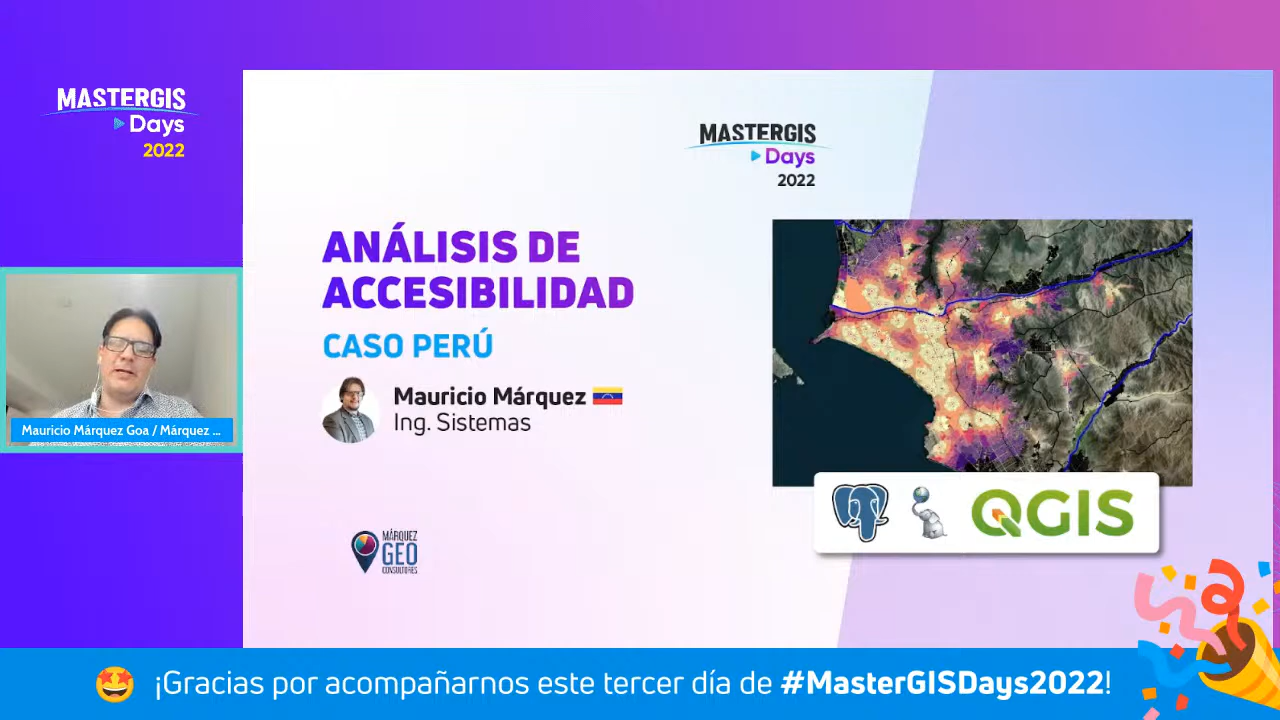 MASTERGIS
Days
2022
Mauricio Márquez Goa / Márquez ...
MASTERGIS
Days
2022
ANÁLISIS DE
ACCESIBILIDAD
CASO PERÚ
Mauricio Márquez
Ing. Sistemas
MÁRQUEZ
GEO
CONSULTORES
QGIS
¡Gracias por acompañarnos este tercer día de #MasterGISDays2022!